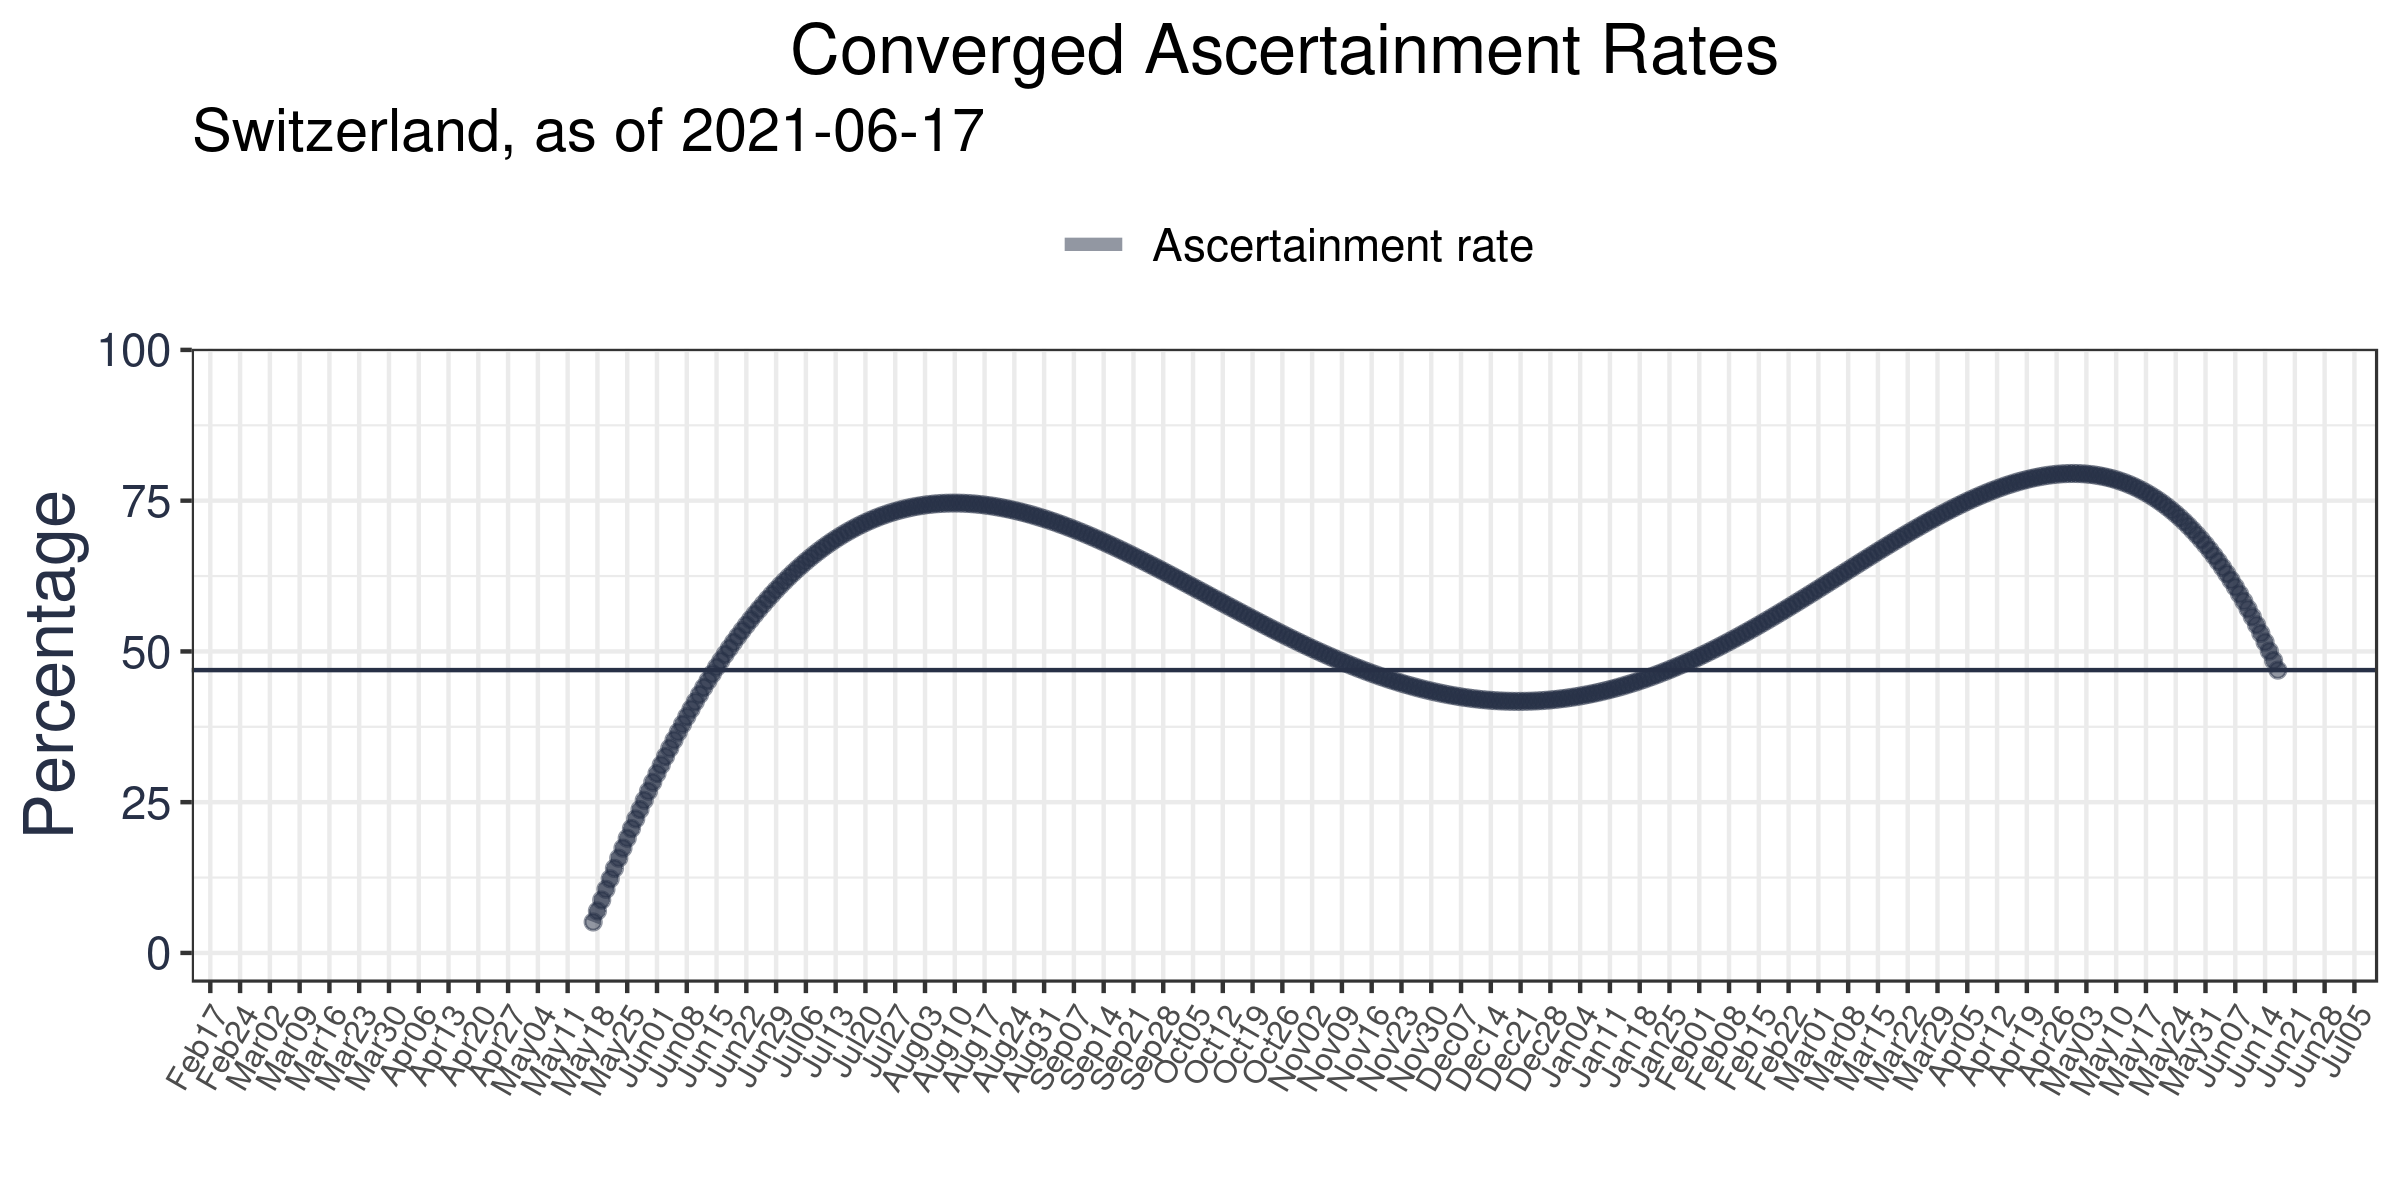 Converged Ascertainment Rates
Switzerland, as of 2021-06-17
Ascertainment rate
Percentage
100
75
50
25
0
Feb17 Feb24 Mar02 Mar09 Mar16 Mar23 Mar30 Apr06 Apr13 Apr20 Apr27 May04 May11 May18 May25 Jun01 Jun08 Jun15 Jun22 Jun29 Jul06 Jul13 Jul20 Jul27 Aug03 Aug10 Aug17 Aug24 Aug31 Sep07 Sep14 Sep21 Sep28 Oct05 Oct12 Oct19 Oct26 Nov02 Nov09 Nov16 Nov23 Nov30 Dec07 Dec14 Dec21 Dec28 Jan04 Jan11 Jan18 Jan25 Feb01 Feb08 Feb15 Feb22 Mar01 Mar08 Mar15 Mar22 Mar29 Apr05 Apr12 Apr19 Apr26 May03 May10 May17 May24 May31 Jun07 Jun14 Jun21 Jun28 Jul05